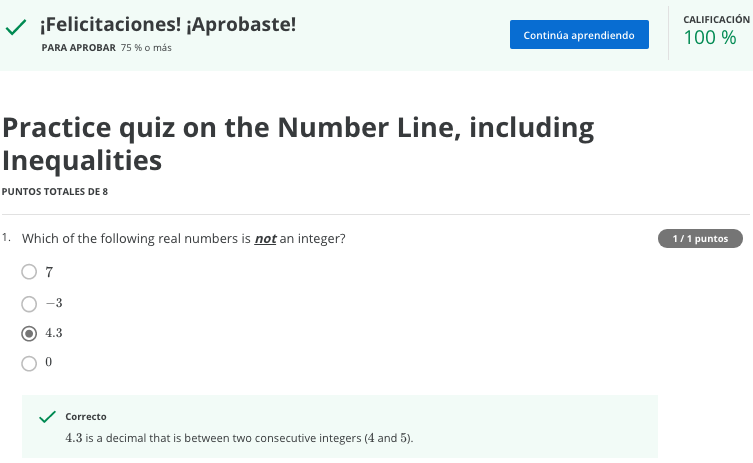 ¡Felicitaciones! ¡Aprobaste!
PARA APROBAR 75 % o más
Continúa aprendiendo
CALIFICACIÓN
100 %
Practice quiz on the Number Line, including
Inequalities
PUNTOS TOTALES DE 8
1. Which of the following real numbers is not an integer?
1 / 1 puntos
7
−3
4.3
0
Correcto
4.3 is a decimal that is between two consecutive integers (4 and 5).